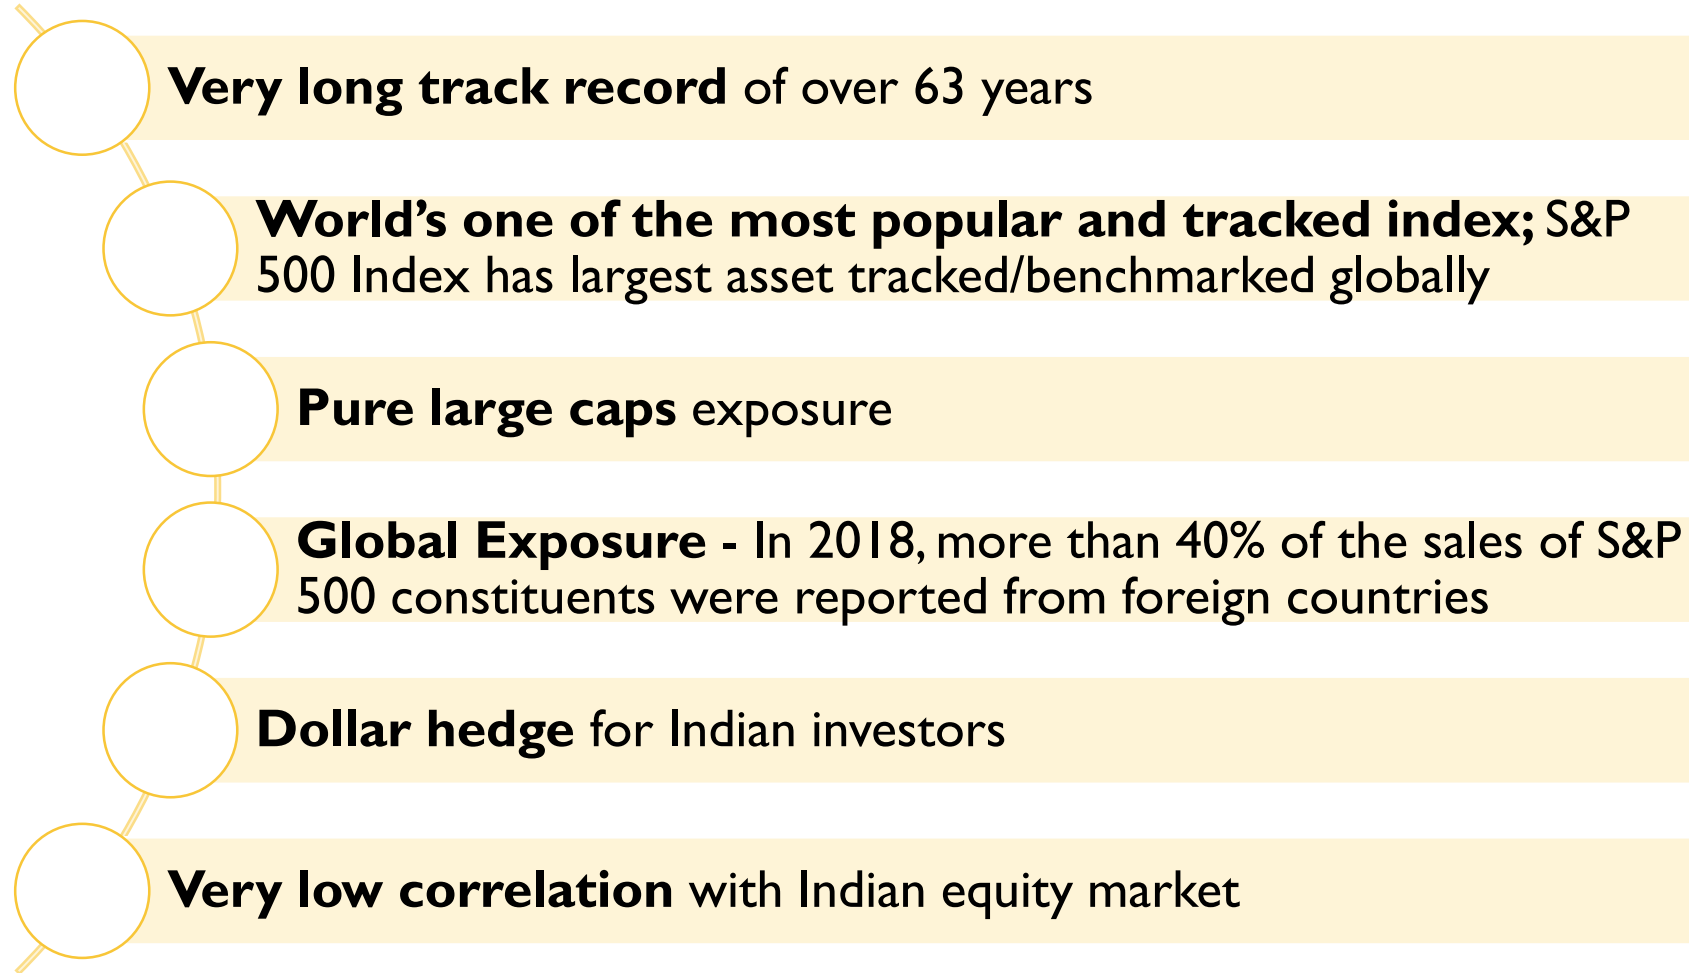 Very long track record of over 63 years
World’s one of the most popular and tracked index; S&P
500 Index has largest asset tracked/benchmarked globally
Pure large caps exposure
Global Exposure - In 2018, more than 40% of the sales of S&P
500 constituents were reported from foreign countries
Dollar hedge for Indian investors
Very low correlation with Indian equity market